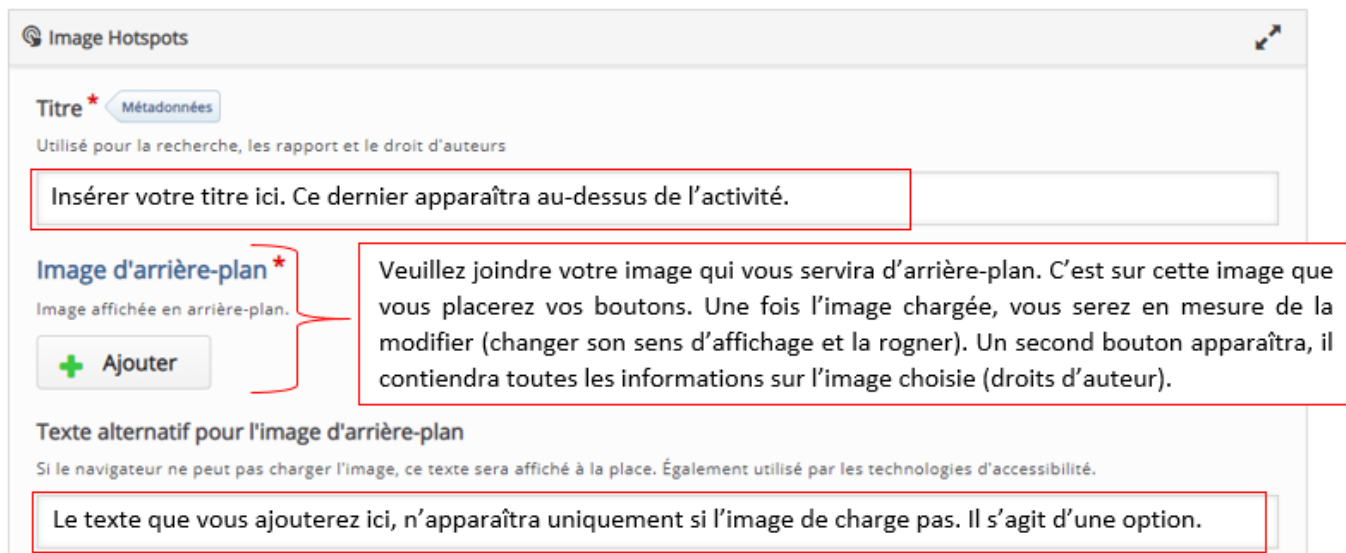 Image Hotspots
Titre * Métadonnées
Utilisé pour la recherche, les rapport et le droit d'auteurs
Insérer votre titre ici. Ce dernier apparaîtra au-dessus de l’activité.
Image d'arrière-plan *
Image affichée en arrière-plan.
Ajouter
Veuillez joindre votre image qui vous servira d’arrière-plan. C’est sur cette image que
vous placerez vos boutons. Une fois l’image chargée, vous serez en mesure de la
modifier (changer son sens d’affichage et la rogner). Un second bouton apparaîtra, il
contiendra toutes les informations sur l’image choisie (droits d’auteur).
Texte alternatif pour l'image d'arrière-plan
Si le navigateur ne peut pas charger l'image, ce texte sera affiché à la place. Également utilisé par les technologies d'accessibilité.
Le texte que vous ajouterez ici, n’apparaîtra uniquement si l’image de charge pas. Il s’agit d’une option.